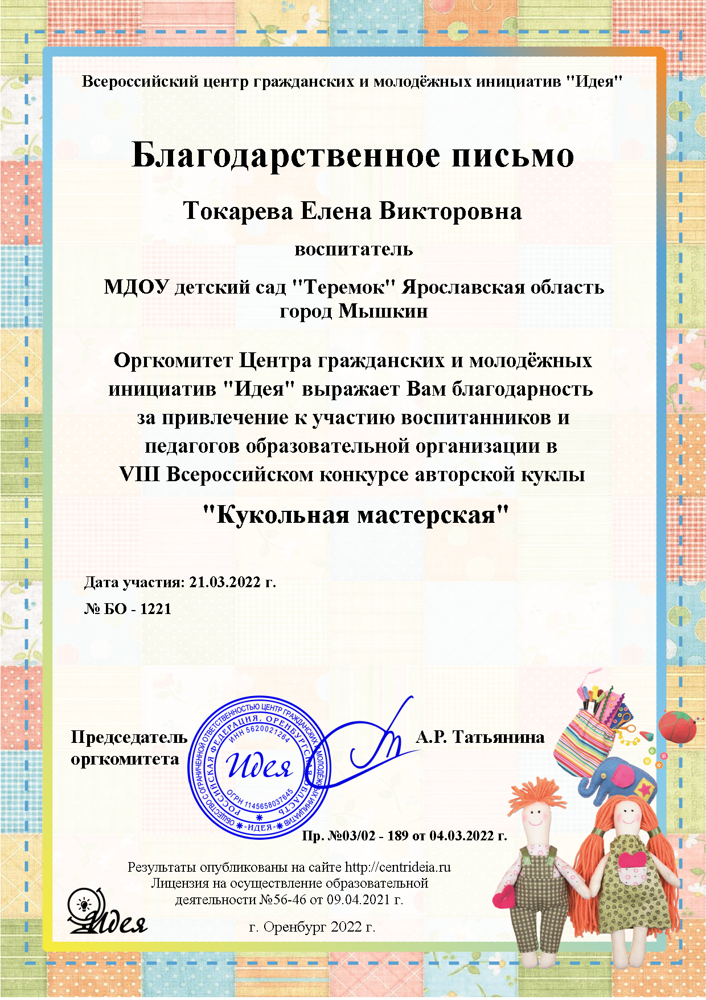 Всероссийский центр гражданских и молодёжных инициатив "Идея"
Благодарственное письмо
Токарева Елена Викторовна
воспитатель
МДОУ детский сад "Теремок" Ярославская область
город Мышкин
Оргкомитет Центра гражданских и молодёжных
инициатив "Идея" выражает Вам благодарность
за привлечение к участию воспитанников и
педагогов образовательной организации в
VIII Всероссийском конкурсе авторской куклы
"Кукольная мастерская"
Дата участия: 21.03.2022 г.
№ БО - 1221
Председатель
оргкомитета
ОБЩЕСТВО С ОГРАНИЧЕННОЙ ОТВЕТСТВЕННОСТЬЮ ЦЕНТР ГРАЖДАНСКИХ И МОЛОДЁЖНЫХ ИНИЦИАТИВ «ИДЕЯ»
РОССИЙСКАЯ ФЕДЕРАЦИЯ, ОРЕНБУРГСКАЯ ОБЛАСТЬ
ИНН 5620021264
Идея
ОГРН 1145658037645
А.Р. Татьянина
Пр. №03/02 - 189 от 04.03.2022 г.
Результаты опубликованы на сайте http://centrideia.ru
Лицензия на осуществление образовательной
деятельности №56-46 от 09.04.2021 г.
Идея
г. Оренбург 2022 г.